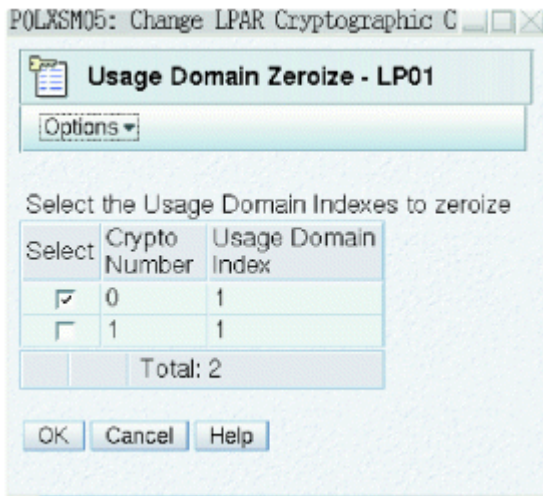 P0LXSM05: Change LPAR Cryptographic C
Usage Domain Zeroize - LP01
Options
Select the Usage Domain Indexes to zeroize
Select Crypto Number Usage Domain Index
0 1
1 1
Total: 2
OK Cancel Help